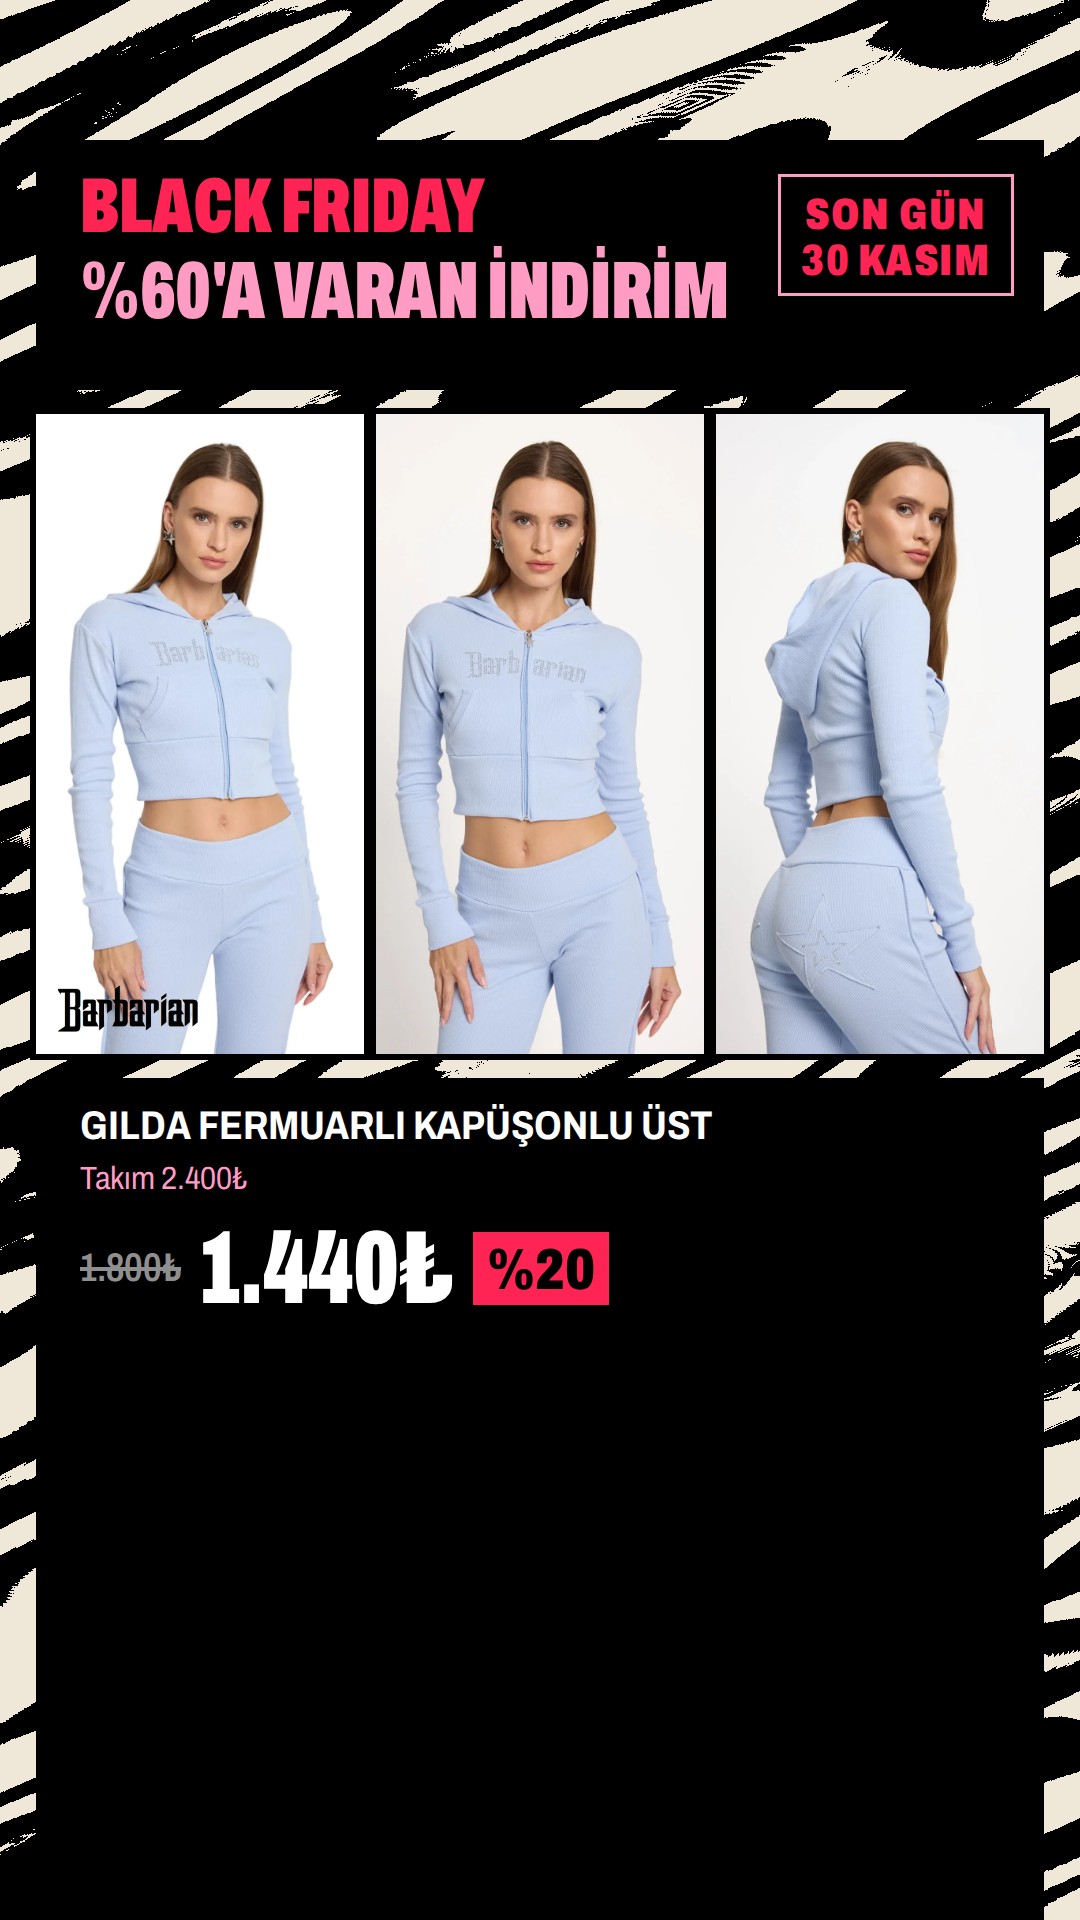 BLACK FRIDAY
%60'A VARAN İNDİRİM
SON GÜN
30 KASIM
Barbarian
Barbarian
Barbarian
GILDA FERMUARLI KAPÜŞONLU ÜST
Takım 2.400₺
1.800₺ 1.440₺ %20